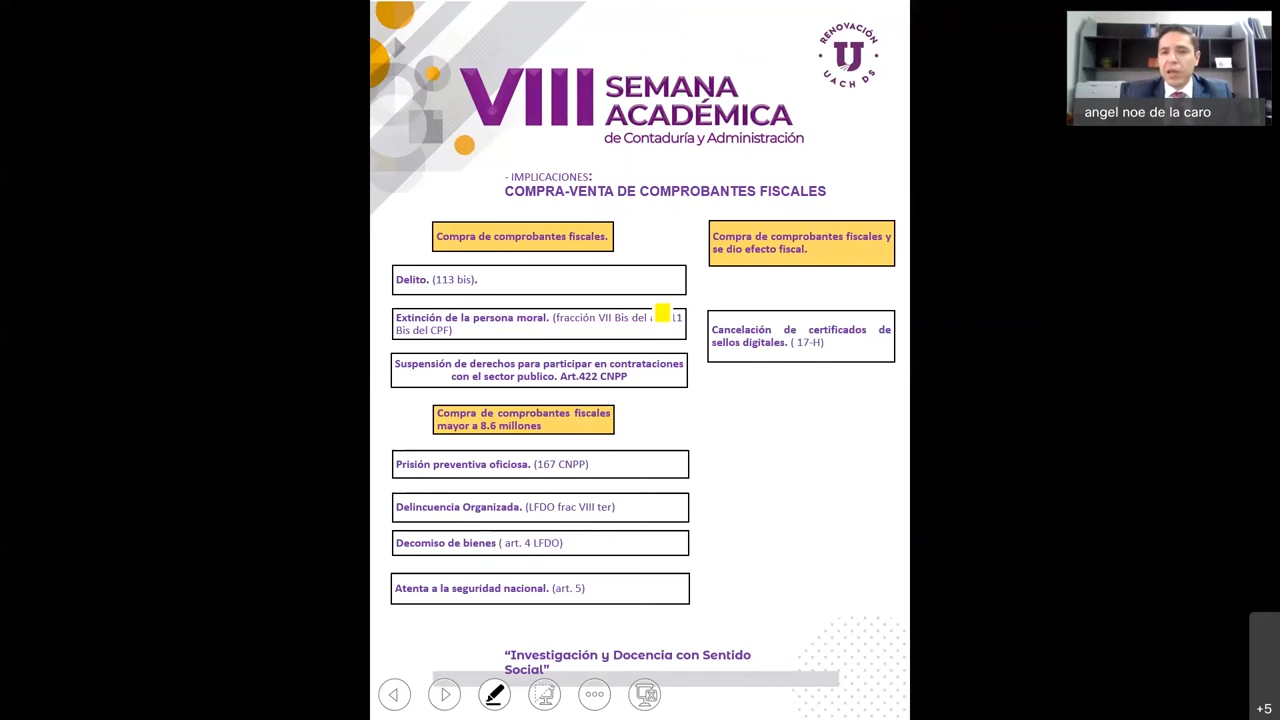 RENOVACIÓN
UACH DS
VIII SEMANA
ACADÉMICA
de Contaduría y Administración
angel noe de la caro
- IMPLICACIONES:
COMPRA-VENTA DE COMPROBANTES FISCALES
Compra de comprobantes fiscales.
Delito. (113 bis).
Extinción de la persona moral. (fracción VII Bis del
Bis del CPF)
Suspensión de derechos para participar en contrataciones
con el sector publico. Art.422 CNPP
Compra de comprobantes fiscales
mayor a 8.6 millones
Prisión preventiva oficiosa. (167 CNPP)
Delincuencia Organizada. (LFDO frac VIII ter)
Decomiso de bienes ( art. 4 LFDO)
Atenta a la seguridad nacional. (art. 5)
Compra de comprobantes fiscales y
se dio efecto fiscal.
Cancelación de certificados de
sellos digitales. ( 17-H)
“Investigación y Docencia con Sentido
Social”
+5